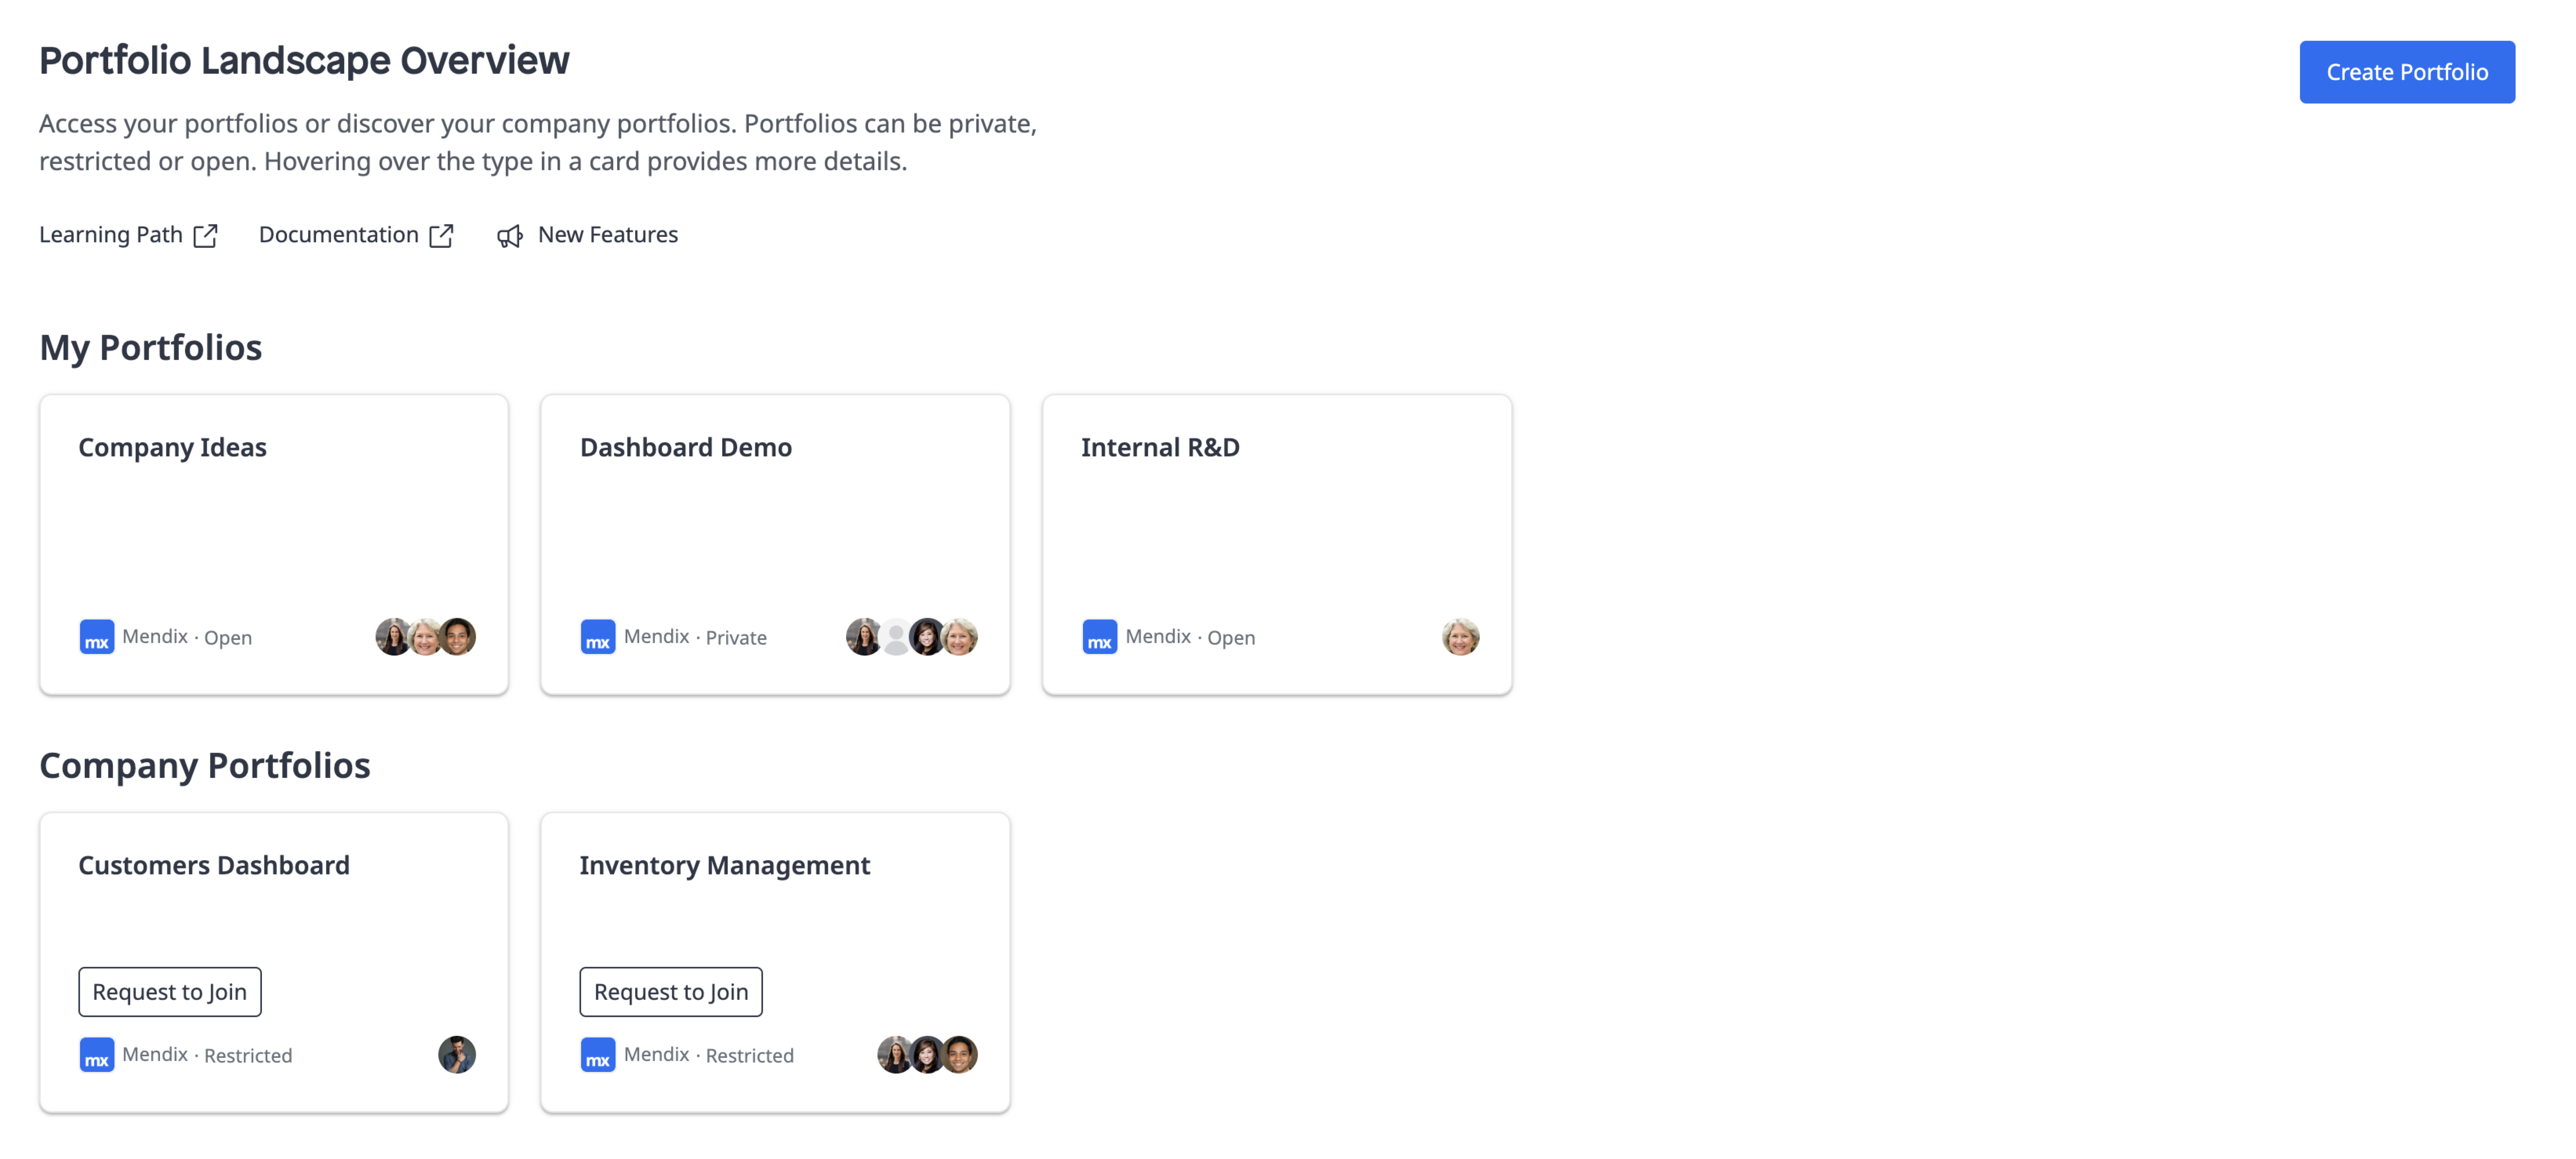 Portfolio Landscape Overview
Create Portfolio
Access your portfolios or discover your company portfolios. Portfolios can be private,
restricted or open. Hovering over the type in a card provides more details.
Learning Path Documentation New Features
My Portfolios
Company Ideas
mx Mendix · Open
Dashboard Demo
mx Mendix · Private
Internal R&D
mx Mendix · Open
Company Portfolios
Customers Dashboard
Request to Join
mx Mendix · Restricted
Inventory Management
Request to Join
mx Mendix · Restricted